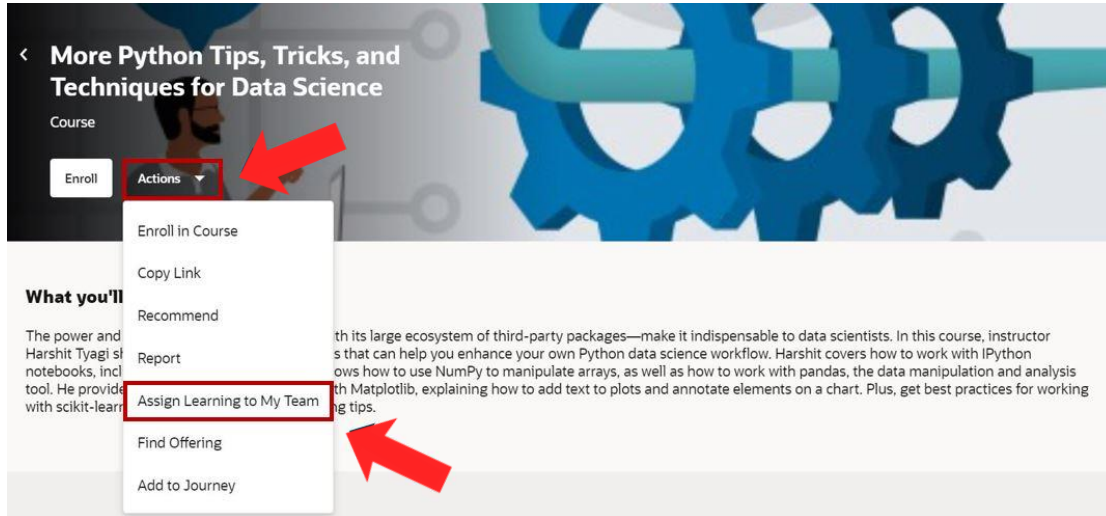 More Python Tips, Tricks, and
Techniques for Data Science
Course
Enroll
Actions
Enroll in Course
Copy Link
Recommend
Report
Assign Learning to My Team
Find Offering
Add to Journey
What you'll
The power and th its large ecosystem of third-party packages—make it indispensable to data scientists. In this course, instructor
Harshit Tyagi s that can help you enhance your own Python data science workflow. Harshit covers how to work with IPython
notebooks, incl ows how to use NumPy to manipulate arrays, as well as how to work with pandas, the data manipulation and analysis
tool. He provide th Matplotlib, explaining how to add text to plots and annotate elements on a chart. Plus, get best practices for working
with scikit-learn g tips.